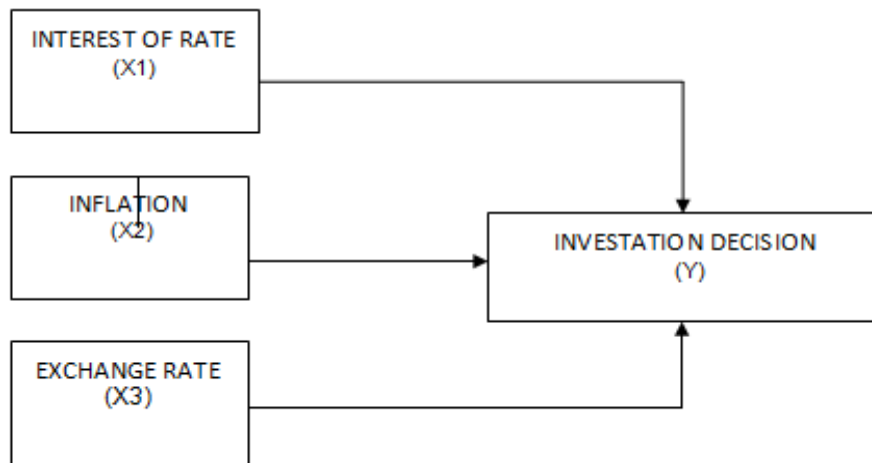 INTEREST OF RATE
(X1)
INFLATION
(X2)
INVESTATION DECISION
(Y)
EXCHANGE RATE
(X3)